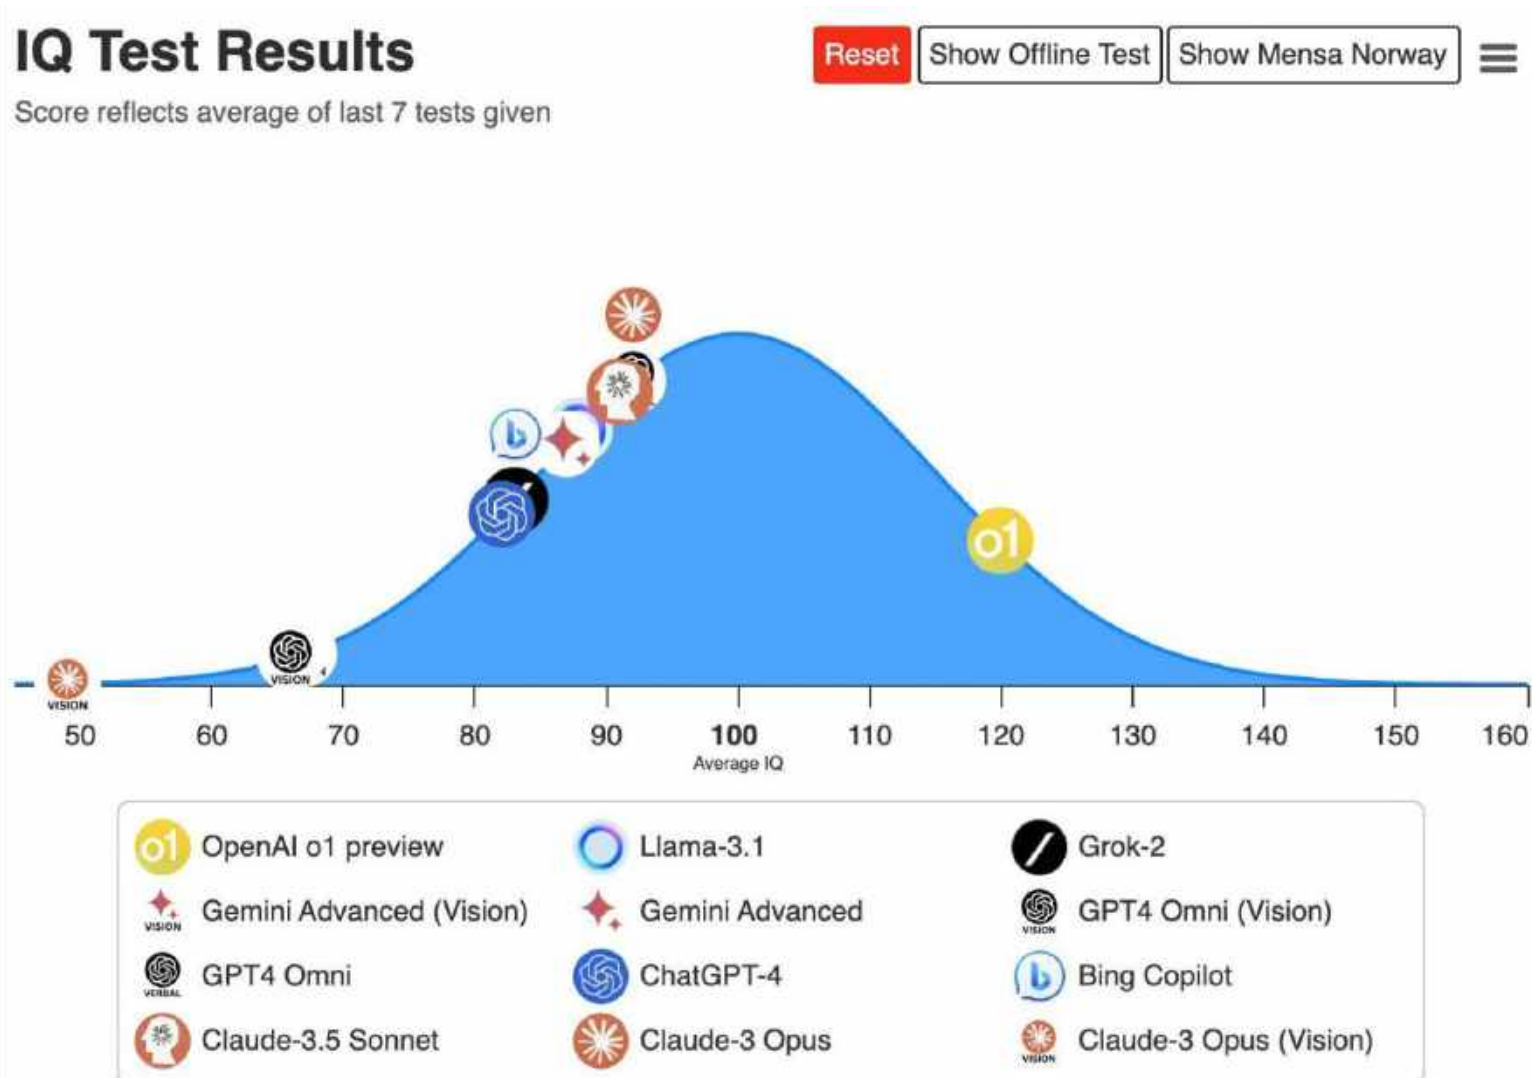 IQ Test Results
Reset
Show Offline Test
Show Mensa Norway
Score reflects average of last 7 tests given
b
o1
VISION
VISION
50 60 70 80 90 100 110 120 130 140 150 160
Average IQ
o1 OpenAI o1 preview
Llama-3.1
Grok-2
VISION Gemini Advanced (Vision)
Gemini Advanced
VISION GPT4 Omni (Vision)
VERBAL GPT4 Omni
ChatGPT-4
b Bing Copilot
Claude-3.5 Sonnet
Claude-3 Opus
VISION Claude-3 Opus (Vision)